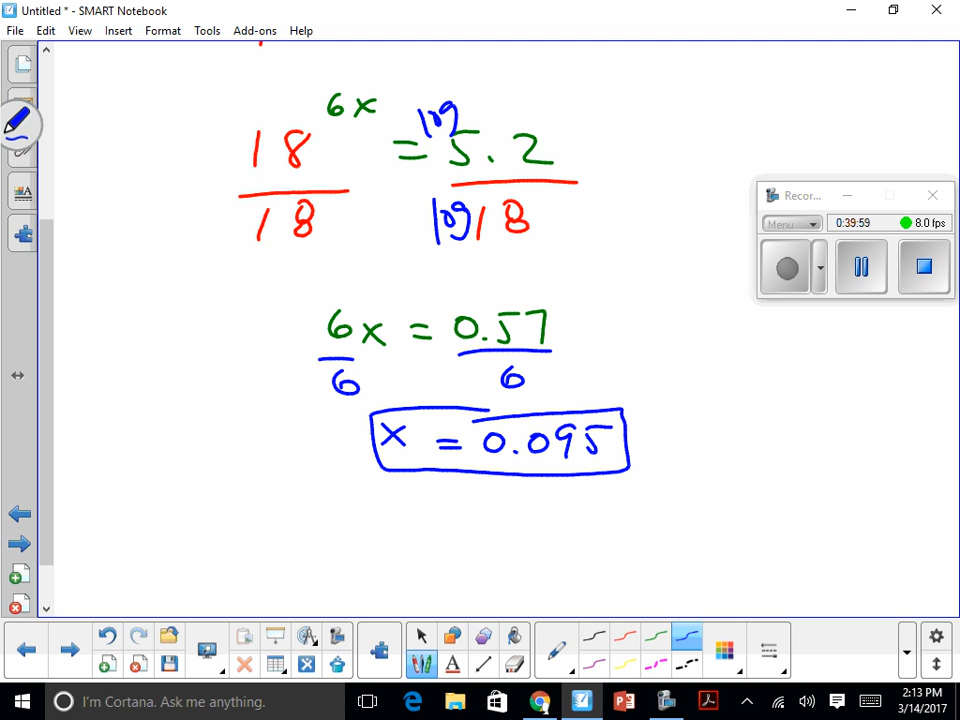 Untitled * - SMART Notebook
File Edit View Insert Format Tools Add-ons Help
6x
18 = log 5.2
18 log 18
6x = 0.57
6 6
x = 0.095
Recor...
Menu 0:39:59 8.0 fps
A
I'm Cortana. Ask me anything.
2:13 PM
3/14/2017